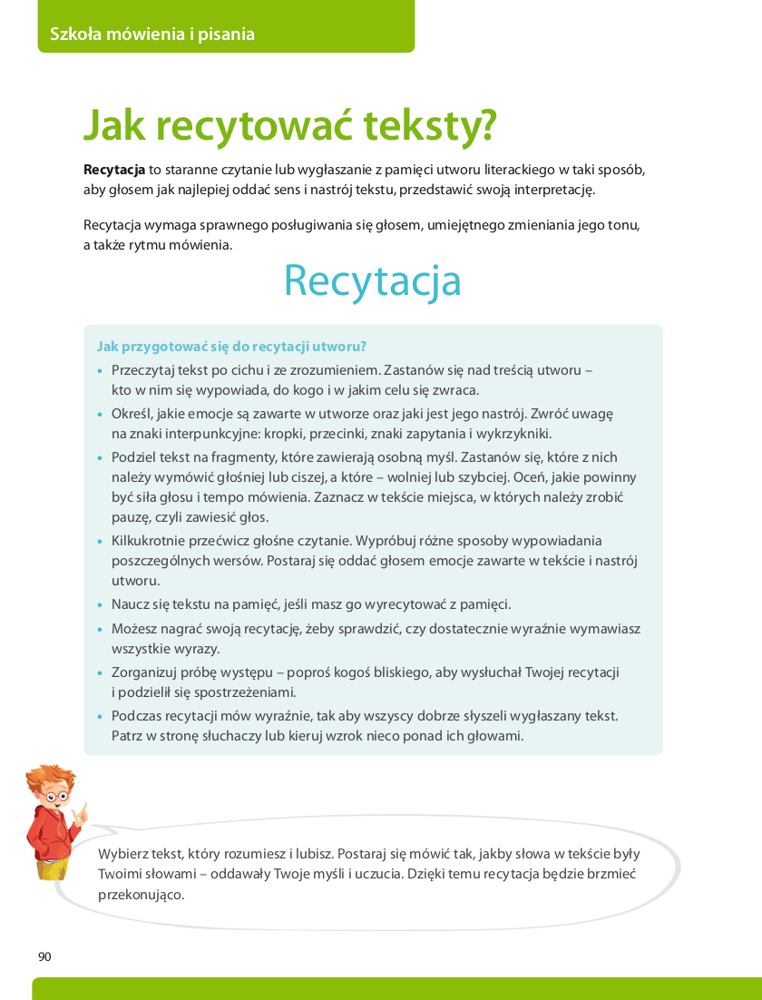 Szkoła mówienia i pisania
Jak recytować teksty?
Recytacja to staranne czytanie lub wygłaszanie z pamięci utworu literackiego w taki sposób,
aby głosem jak najlepiej oddać sens i nastrój tekstu, przedstawić swoją interpretację.
Recytacja wymaga sprawnego posługiwania się głosem, umiejętnego zmieniania jego tonu,
a także rytmu mówienia.
Recytacja
Jak przygotować się do recytacji utworu?
• Przeczytaj tekst po cichu i ze zrozumieniem. Zastanów się nad treścią utworu –
kto w nim się wypowiada, do kogo i w jakim celu się zwraca.
• Określ, jakie emocje są zawarte w utworze oraz jaki jest jego nastrój. Zwróć uwagę
na znaki interpunkcyjne: kropki, przecinki, znaki zapytania i wykrzykniki.
• Podziel tekst na fragmenty, które zawierają osobną myśl. Zastanów się, które z nich
należy wymówić głośniej lub ciszej, a które – wolniej lub szybciej. Oceń, jakie powinny
być siła głosu i tempo mówienia. Zaznacz w tekście miejsca, w których należy zrobić
pauzę, czyli zawiesić głos.
• Kilkukrotnie przećwicz głośne czytanie. Wypróbuj różne sposoby wypowiadania
poszczególnych wersów. Postaraj się oddać głosem emocje zawarte w tekście i nastrój
utworu.
• Naucz się tekstu na pamięć, jeśli masz go wyrecytować z pamięci.
• Możesz nagrać swoją recytację, żeby sprawdzić, czy dostatecznie wyraźnie wymawiasz
wszystkie wyrazy.
• Zorganizuj próbę występu – poproś kogoś bliskiego, aby wysłuchał Twojej recytacji
i podzielił się spostrzeżeniami.
• Podczas recytacji mów wyraźnie, tak aby wszyscy dobrze słyszeli wygłaszany tekst.
Patrz w stronę słuchaczy lub kieruj wzrok nieco ponad ich głowami.
Wybierz tekst, który rozumiesz i lubisz. Postaraj się mówić tak, jakby słowa w tekście były
Twoimi słowami – oddawały Twoje myśli i uczucia. Dzięki temu recytacja będzie brzmieć
przekonująco.
90